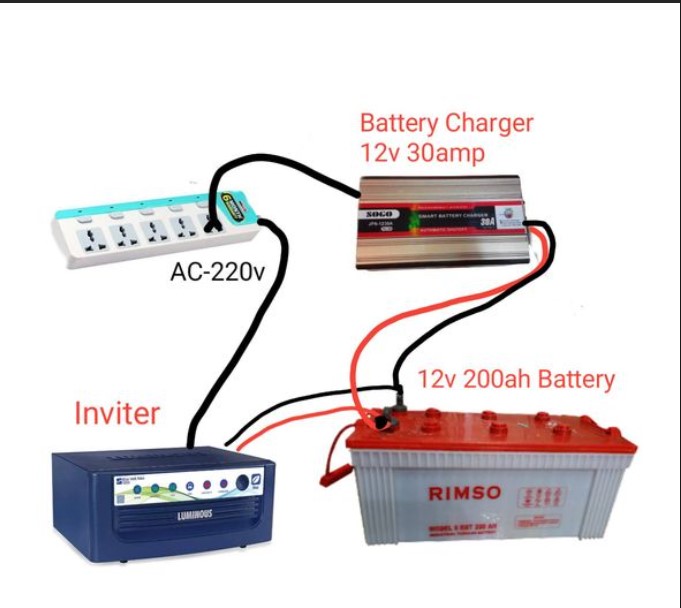 Battery Charger
12v 30amp
SOGO
SMART BATTERY CHARGER
30A
AC-220v
12v 200ah Battery
Inviter
LUMINOUS
RIMSO